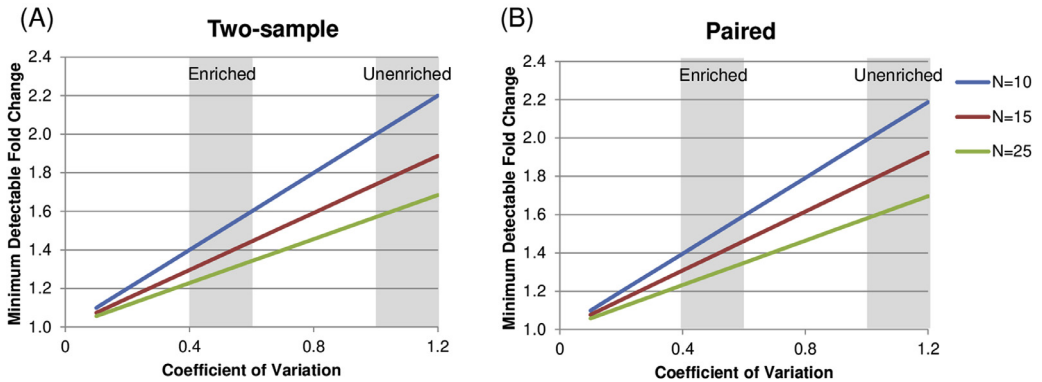 (A)
Two-sample
Minimum Detectable Fold Change
2.4
2.2
2.0
1.8
1.6
1.4
1.2
1.0
Enriched
Unenriched
0
0.4
0.8
1.2
Coefficient of Variation
(B)
Paired
Minimum Detectable Fold Change
2.4
2.2
2.0
1.8
1.6
1.4
1.2
1.0
Enriched
Unenriched
0
0.4
0.8
1.2
Coefficient of Variation
N=10
N=15
N=25